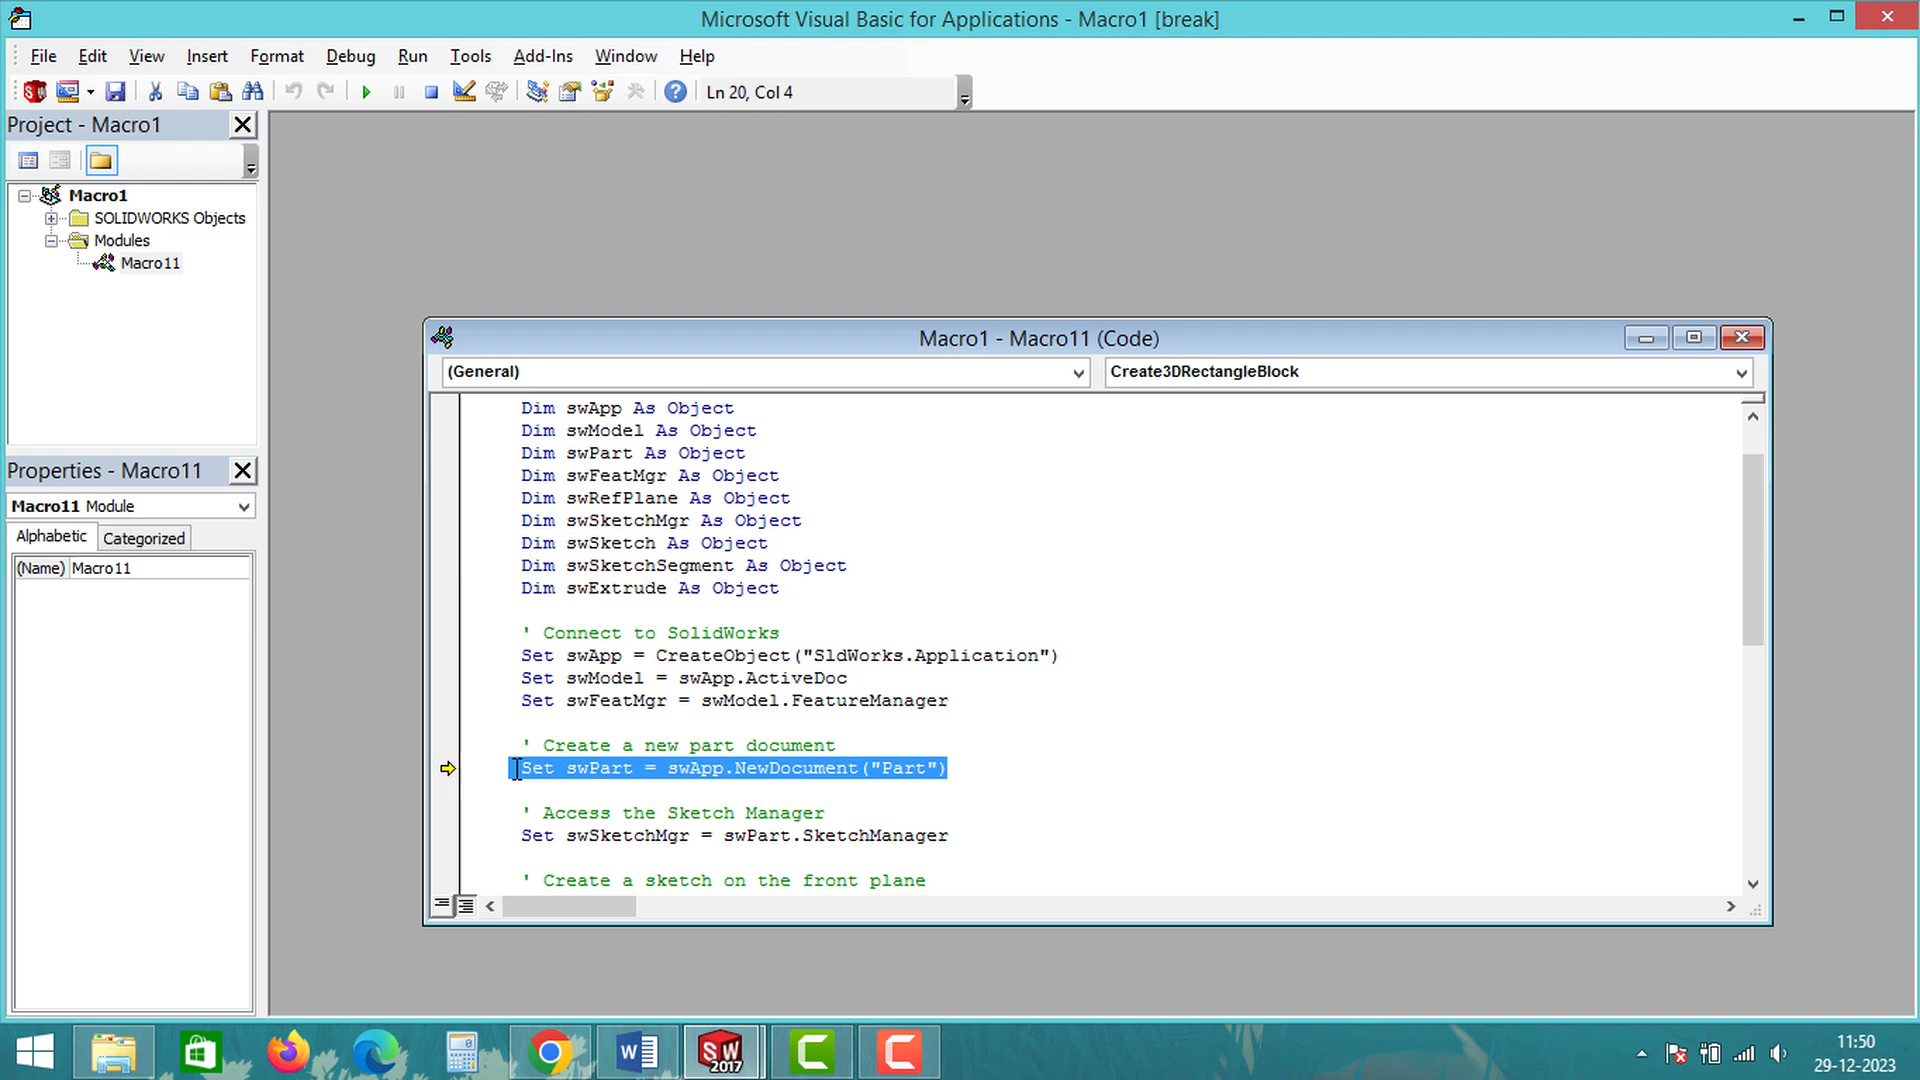 Microsoft Visual Basic for Applications - Macro1 [break]
File Edit View Insert Format Debug Run Tools Add-Ins Window Help
Ln 20, Col 4
Project - Macro1
Macro1
SOLIDWORKS Objects
Modules
Macro11
Properties - Macro11
Macro11 Module
Alphabetic Categorized
(Name) Macro11
Macro1 - Macro11 (Code)
(General) Create3DRectangleBlock
Dim swApp As Object
Dim swModel As Object
Dim swPart As Object
Dim swFeatMgr As Object
Dim swRefPlane As Object
Dim swSketchMgr As Object
Dim swSketch As Object
Dim swSketchSegment As Object
Dim swExtrude As Object
' Connect to SolidWorks
Set swApp = CreateObject("SldWorks.Application")
Set swModel = swApp.ActiveDoc
Set swFeatMgr = swModel.FeatureManager
' Create a new part document
Set swPart = swApp.NewDocument("Part")
' Access the Sketch Manager
Set swSketchMgr = swPart.SketchManager
' Create a sketch on the front plane
SW
2017
11:50
29-12-2023